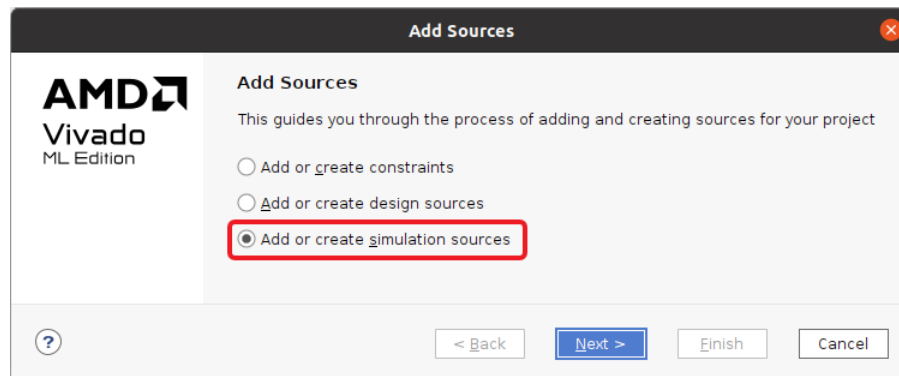 Add Sources
AMD
Vivado
ML Edition
Add Sources
This guides you through the process of adding and creating sources for your project
Add or create constraints
Add or create design sources
Add or create simulation sources
?
< Back
Next >
Finish
Cancel